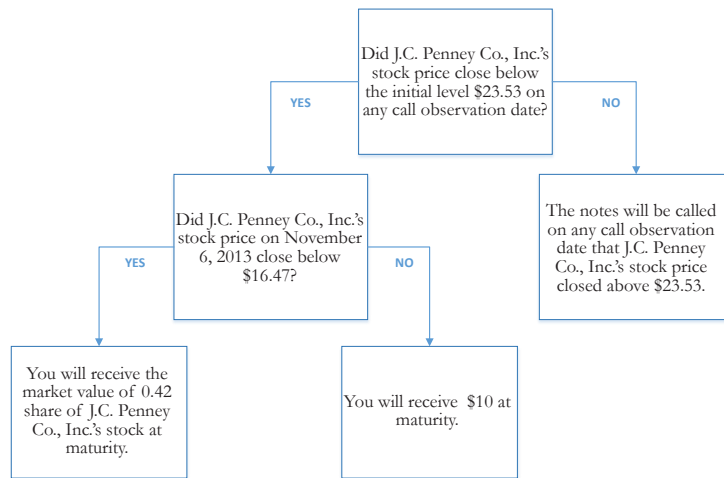 Did J.C. Penney Co., Inc.'s
stock price close below
the initial level $23.53 on
any call observation date?
YES
NO
Did J.C. Penney Co., Inc.'s
stock price on November
6, 2013 close below
$16.47?
The notes will be called
on any call observation
date that J.C. Penney
Co., Inc.'s stock price
closed above $23.53.
YES
NO
You will receive the
market value of 0.42
share of J.C. Penney
Co., Inc.'s stock at
maturity.
You will receive $10 at
maturity.